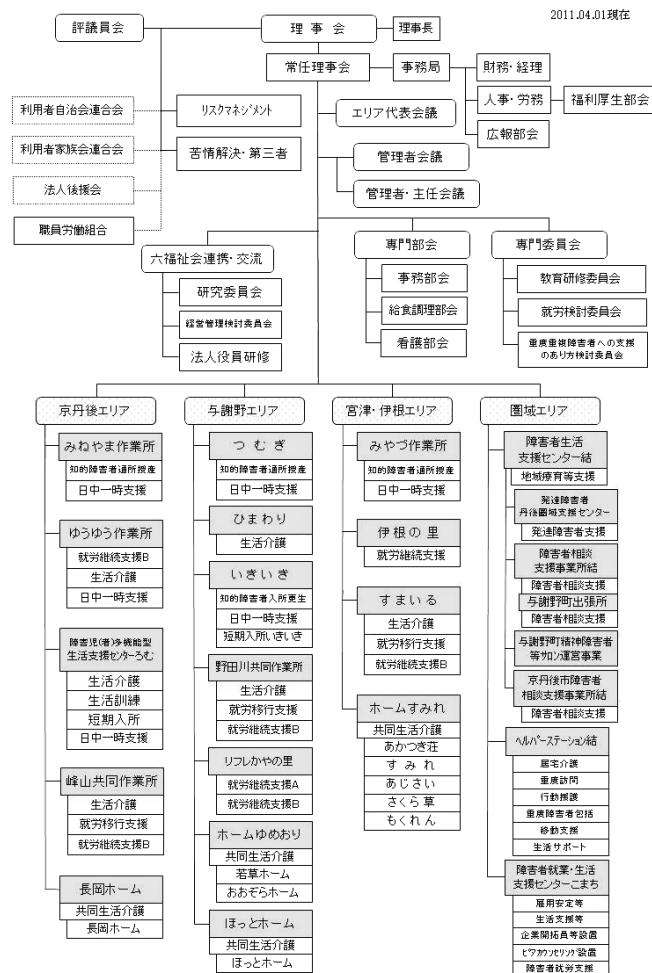 2011.04.01現在
評議員会
理事会
理事長
常任理事会
事務局
財務・経理
人事・労務
福利厚生部会
広報部会
利用者自治会連合会
リスクマネジメント
エリア代表会議
利用者家族会連合会
苦情解決・第三者
管理者会議
法人後援会
管理者・主任会議
職員労働組合
六福祉会連携・交流
研究委員会
経営管理検討委員会
法人役員研修
専門部会
事務部会
給食調理部会
看護部会
専門委員会
教育研修委員会
就労検討委員会
重度重複障害者への支援
のあり方検討委員会
京丹後エリア
みねやま作業所
知的障害者通所授産
日中一時支援
ゆうゆう作業所
就労継続支援B
生活介護
日中一時支援
障害児(者)多機能型
生活支援センターろむ
生活介護
生活訓練
短期入所
日中一時支援
峰山共同作業所
生活介護
就労移行支援
就労継続支援B
長岡ホーム
共同生活介護
長岡ホーム
与謝野エリア
つむぎ
知的障害者通所授産
日中一時支援
ひまわり
生活介護
いきいき
知的障害者入所更生
日中一時支援
短期入所いきいき
野田川共同作業所
生活介護
就労移行支援
就労継続支援B
リフレかやの里
就労継続支援A
就労継続支援B
ホームゆめおり
共同生活介護
若草ホーム
おおぞらホーム
ほっとホーム
共同生活介護
ほっとホーム
宮津・伊根エリア
みやづ作業所
知的障害者通所授産
日中一時支援
伊根の里
就労継続支援
すまいる
生活介護
就労移行支援
就労継続支援B
ホームすみれ
共同生活介護
あかつき荘
すみれ
あじさい
さくら草
もくれん
圏域エリア
障害者生活
支援センター結
地域療育等支援
発達障害者
丹後圏域支援センター
発達障害者支援
障害者相談
支援事業所結
障害者相談支援
与謝野町出張所
障害者相談支援
与謝野町精神障害者
等サロン運営事業
京丹後市障害者
相談支援事業所結
障害者相談支援
ヘルパーステーション結
居宅介護
重度訪問
行動援護
重度障害者包括
移動支援
生活サポート
障害者就業・生活
支援センターこまち
雇用安定等
生活支援等
企業開拓員等設置
ピアカウンセリング設置
障害者就労支援